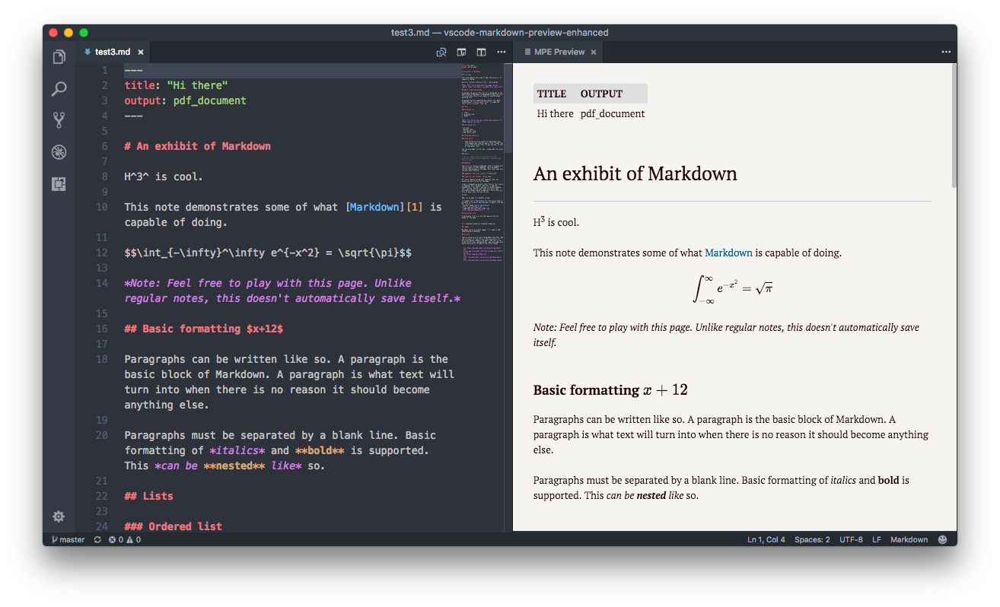 test3.md — vscode-markdown-preview-enhanced
test3.md
1 ---
2 title: "Hi there"
3 output: pdf_document
4 ---
5
6 # An exhibit of Markdown
7
8 H^3^ is cool.
9
10 This note demonstrates some of what [Markdown][1] is
capable of doing.
11
12 $$\int_{-\infty}^\infty e^{-x^2} = \sqrt{\pi}$$
13
14 *Note: Feel free to play with this page. Unlike
regular notes, this doesn't automatically save itself.*
15
16 ## Basic formatting $x+12$
17
18 Paragraphs can be written like so. A paragraph is the
basic block of Markdown. A paragraph is what text will
turn into when there is no reason it should become
anything else.
19
20 Paragraphs must be separated by a blank line. Basic
formatting of *italics* and **bold** is supported.
This *can be **nested** like* so.
21
22 ## Lists
23
24 ### Ordered list
MPE Preview
TITLE OUTPUT
Hi there pdf_document
An exhibit of Markdown
H³ is cool.
This note demonstrates some of what Markdown is capable of doing.
∫_{-∞}^{∞} e^{-x²} = √π
Note: Feel free to play with this page. Unlike regular notes, this doesn't automatically save
itself.
Basic formatting x + 12
Paragraphs can be written like so. A paragraph is the basic block of Markdown. A
paragraph is what text will turn into when there is no reason it should become anything
else.
Paragraphs must be separated by a blank line. Basic formatting of italics and bold is
supported. This can be nested like so.
master 0 0
Ln 1, Col 4 Spaces: 2 UTF-8 LF Markdown